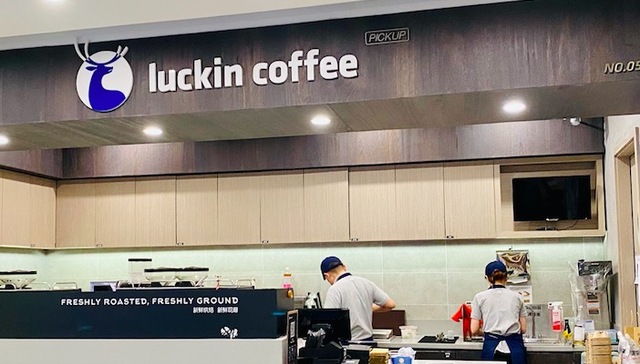 luckin coffee
PICKUP
NO.05
FRESHLY ROASTED, FRESHLY GROUND
新鲜烘焙 新鲜现磨